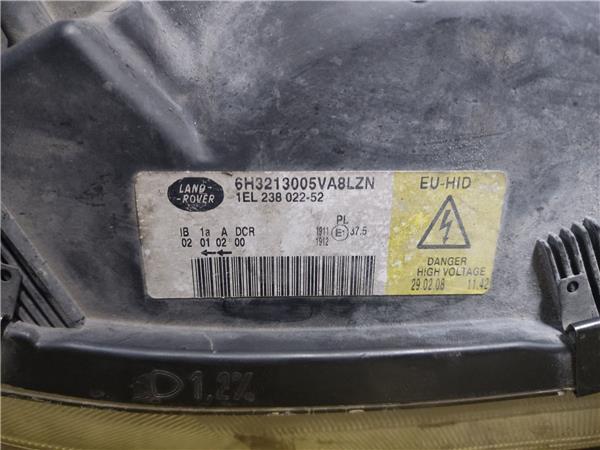 LAND-
-ROVER
6H3213005VA8LZN
1EL 238 022-52
EU-HID
IB 1a A DCR
02 01 02 00
PL
1911 E1 37.5
1912
DANGER
HIGH VOLTAGE
29.02.08 11.42
1,2%